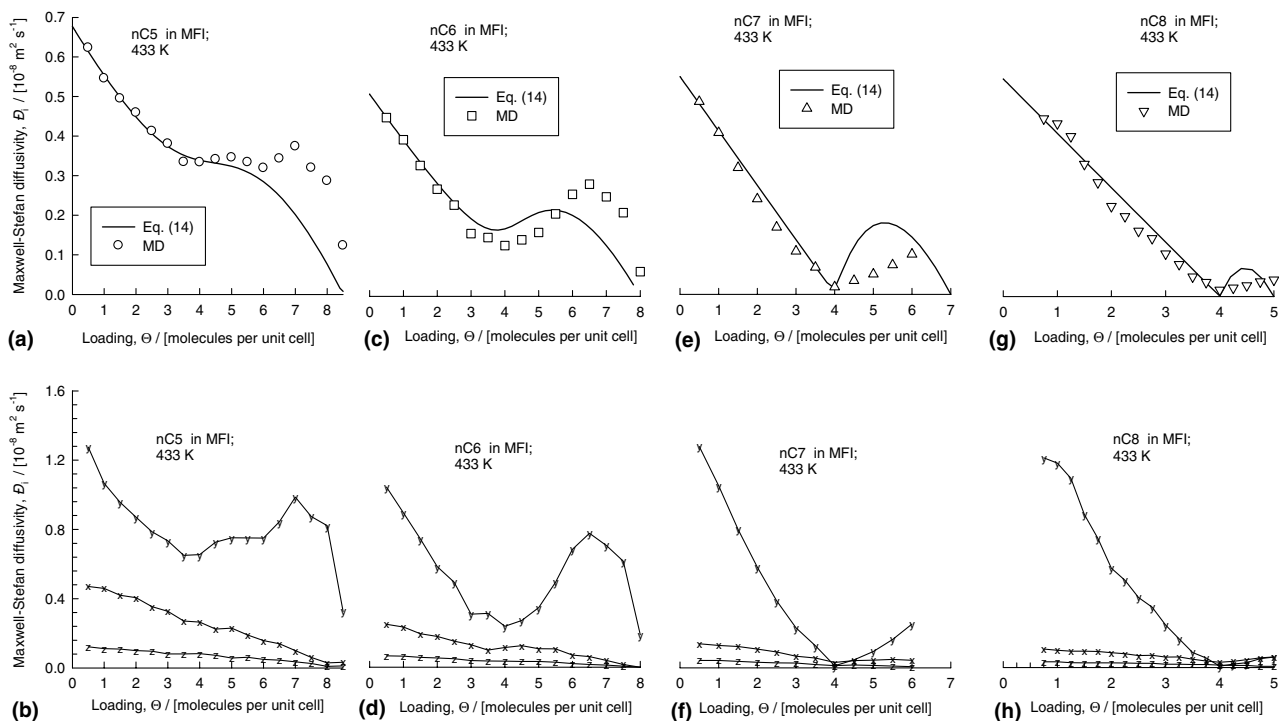 nC5 in MFI;
433 K
Eq. (14)
MD
Maxwell-Stefan diffusivity, Đi / [10-8 m2 s-1]
0.7
0.6
0.5
0.4
0.3
0.2
0.1
0.0
0 1 2 3 4 5 6 7 8
(a) Loading, Θ / [molecules per unit cell]
nC6 in MFI;
433 K
Eq. (14)
MD
0 1 2 3 4 5 6 7 8
(c) Loading, Θ / [molecules per unit cell]
nC7 in MFI;
433 K
Eq. (14)
MD
0 1 2 3 4 5 6 7
(e) Loading, Θ / [molecules per unit cell]
nC8 in MFI;
433 K
Eq. (14)
MD
0 1 2 3 4 5
(g) Loading, Θ / [molecules per unit cell]
nC5 in MFI;
433 K
Maxwell-Stefan diffusivity, Đi / [10-8 m2 s-1]
1.6
1.2
0.8
0.4
0.0
0 1 2 3 4 5 6 7 8
(b) Loading, Θ / [molecules per unit cell]
nC6 in MFI;
433 K
0 1 2 3 4 5 6 7 8
(d) Loading, Θ / [molecules per unit cell]
nC7 in MFI;
433 K
0 1 2 3 4 5 6 7
(f) Loading, Θ / [molecules per unit cell]
nC8 in MFI;
433 K
0 1 2 3 4 5
(h) Loading, Θ / [molecules per unit cell]